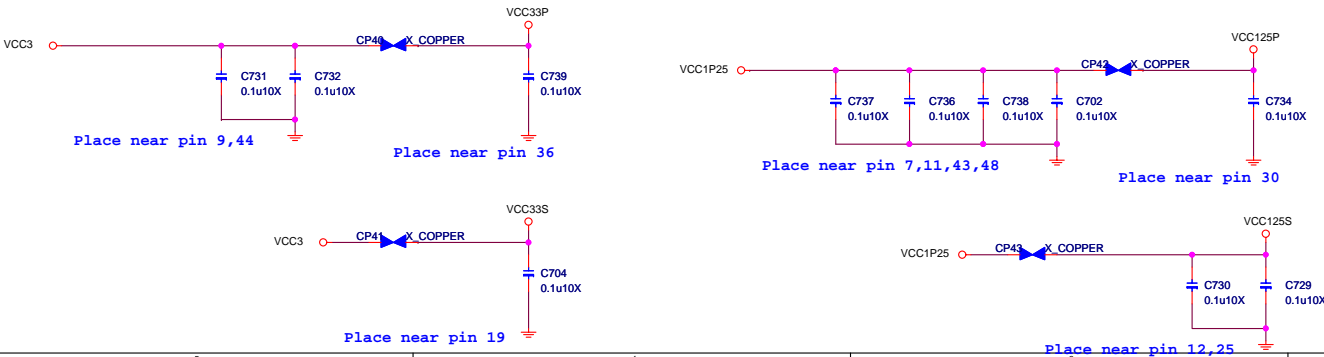 VCC33P
VCC3
CP40 X_COPPER
C731
0.1u10X
C732
0.1u10X
C739
0.1u10X
Place near pin 9,44
Place near pin 36
VCC125P
VCC1P25
CP42 X_COPPER
C737
0.1u10X
C736
0.1u10X
C738
0.1u10X
C702
0.1u10X
C734
0.1u10X
Place near pin 7,11,43,48
Place near pin 30
VCC33S
VCC3
CP41 X_COPPER
C704
0.1u10X
Place near pin 19
VCC125S
VCC1P25
CP43 X_COPPER
C730
0.1u10X
C729
0.1u10X
Place near pin 12,25